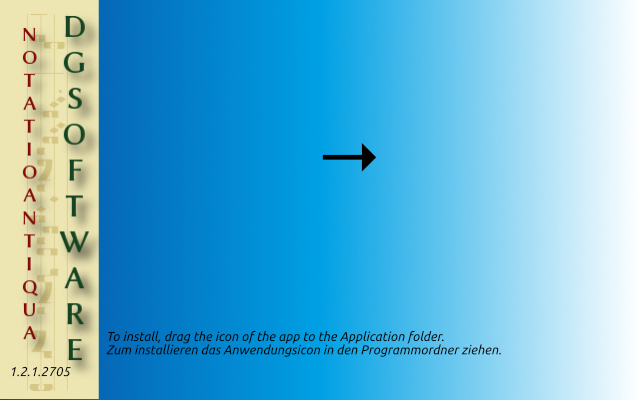 NOTATIOANTIQUA
DGSOFTWARE
To install, drag the icon of the app to the Application folder.
Zum installieren das Anwendungsicon in den Programmordner ziehen.
1.2.1.2705